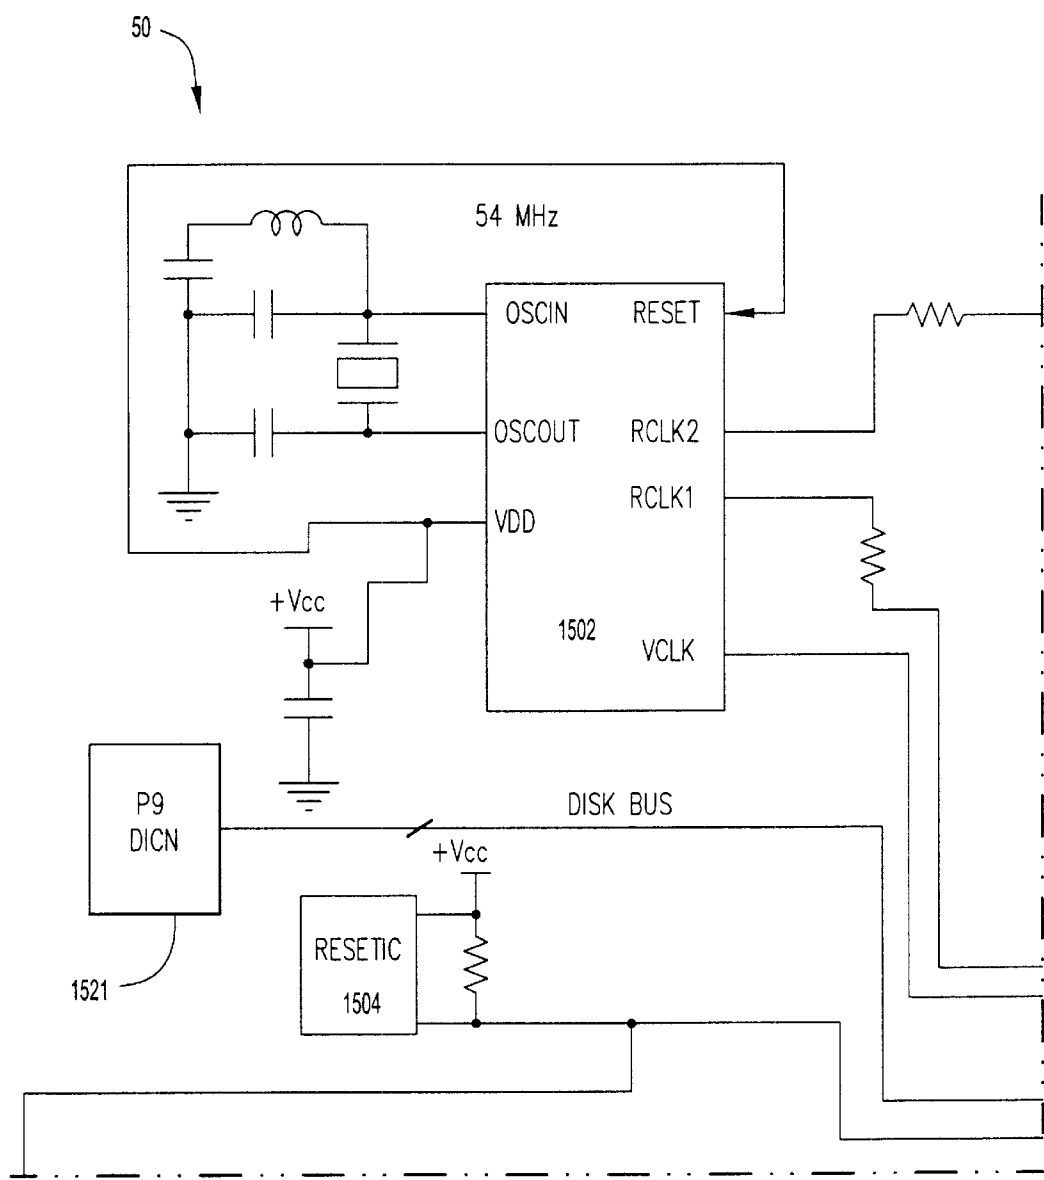 50
54 MHz
OSCIN
RESET
OSCOUT
RCLK2
RCLK1
VDD
+Vcc
1502
VCLK
P9
DICN
DISK BUS
+Vcc
RESETIC
1504
1521